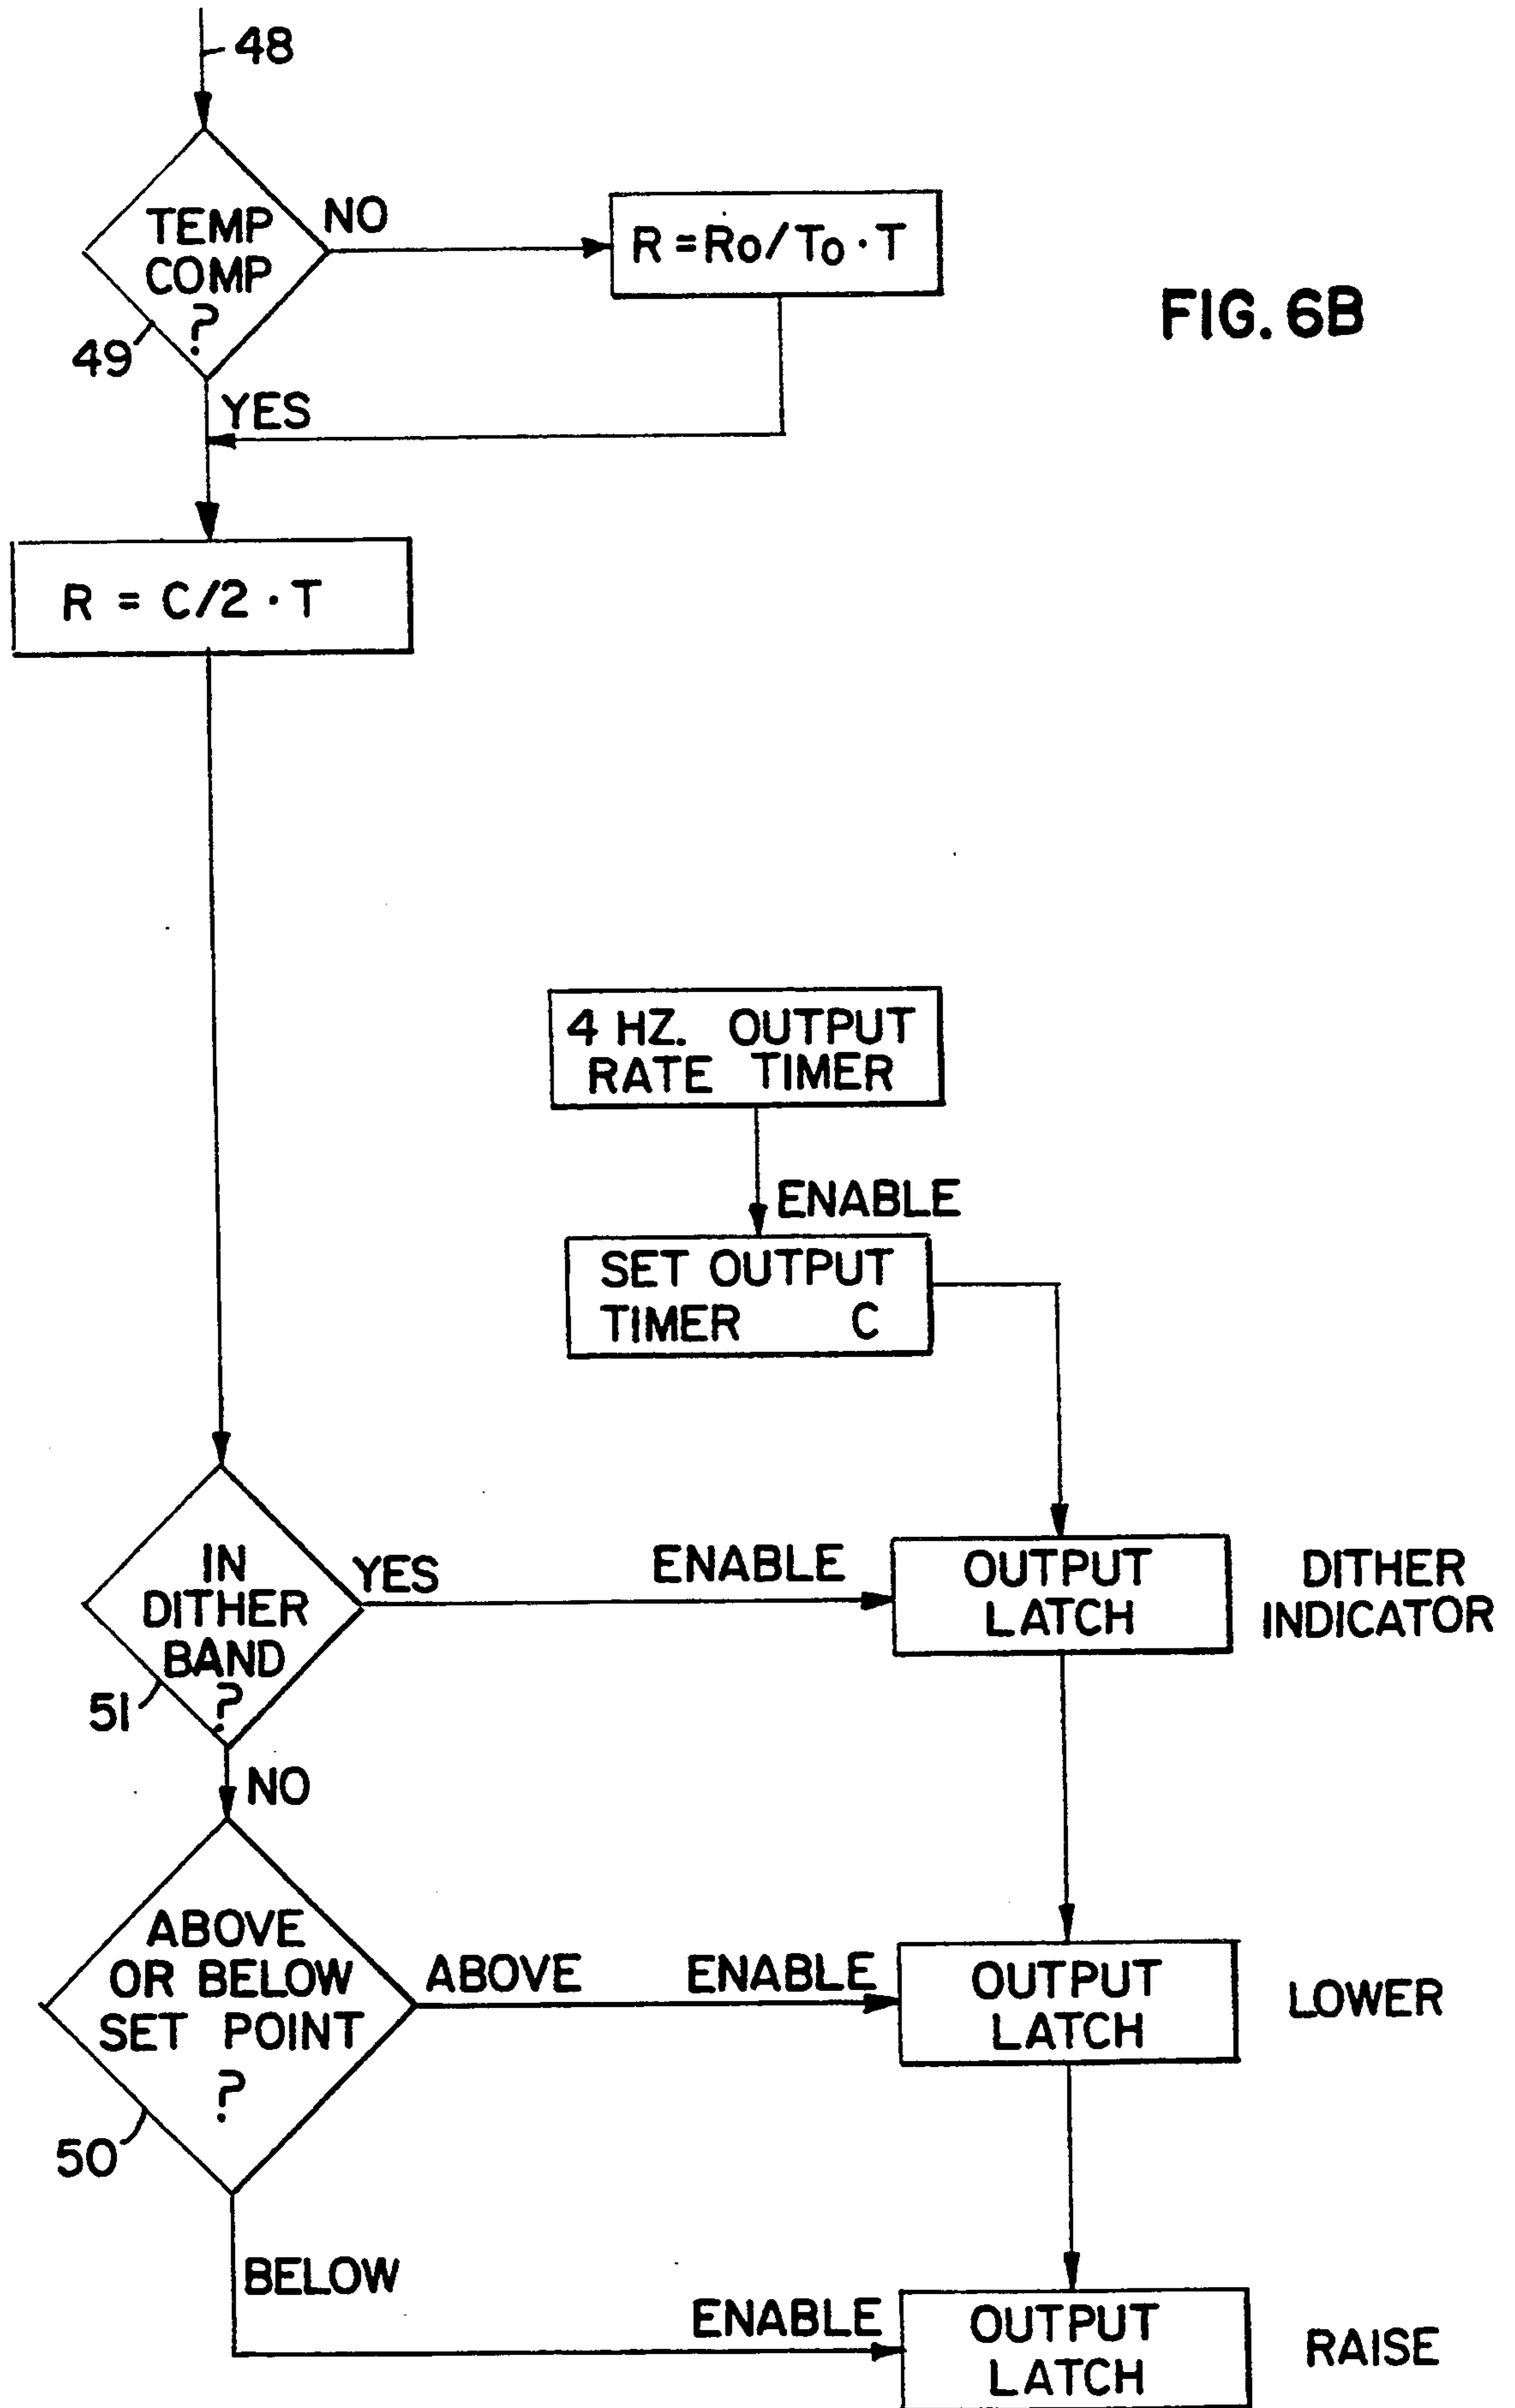 48
TEMP
COMP
?
49
NO
R = Ro/To · T
FIG. 6B
YES
R = C/2 · T
4 HZ. OUTPUT
RATE TIMER
ENABLE
SET OUTPUT
TIMER C
IN
DITHER
BAND
?
51
YES
ENABLE
OUTPUT
LATCH
DITHER
INDICATOR
NO
ABOVE
OR BELOW
SET POINT
?
50
ABOVE
ENABLE
OUTPUT
LATCH
LOWER
BELOW
ENABLE
OUTPUT
LATCH
RAISE